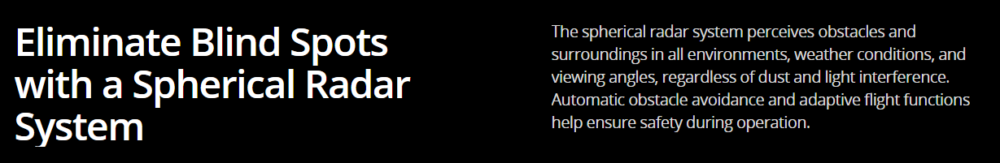 Eliminate Blind Spots
with a Spherical Radar
System
The spherical radar system perceives obstacles and
surroundings in all environments, weather conditions, and
viewing angles, regardless of dust and light interference.
Automatic obstacle avoidance and adaptive flight functions
help ensure safety during operation.